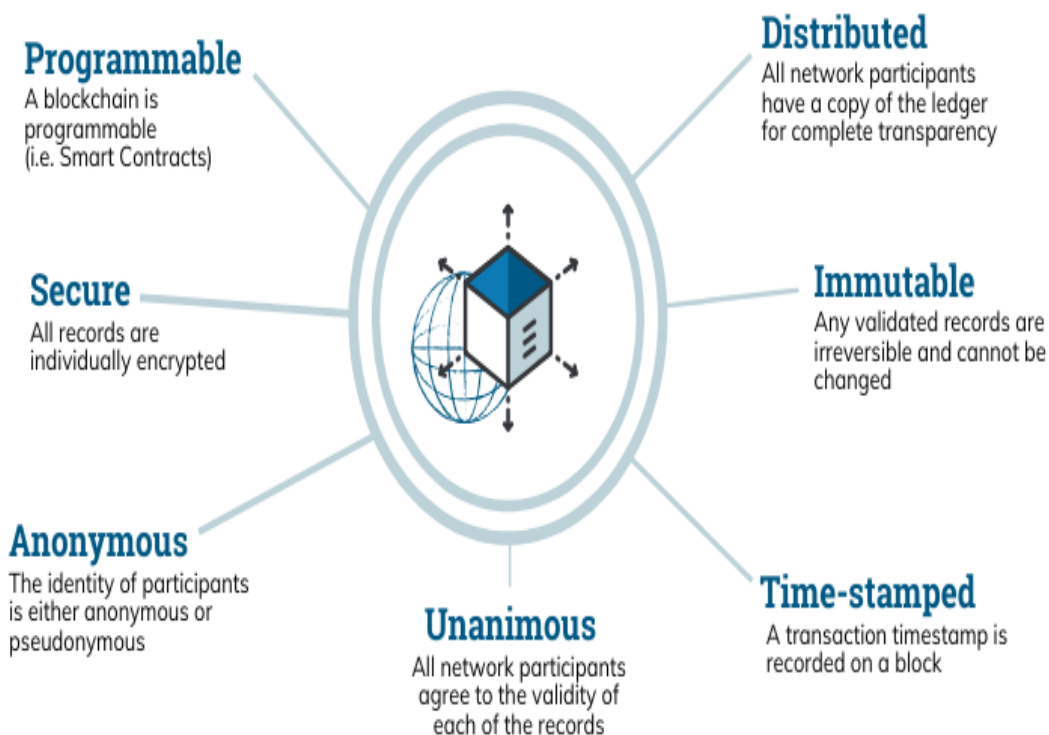 Programmable
A blockchain is
programmable
(i.e. Smart Contracts)
Distributed
All network participants
have a copy of the ledger
for complete transparency
Secure
All records are
individually encrypted
Immutable
Any validated records are
irreversible and cannot be
changed
Anonymous
The identity of participants
is either anonymous or
pseudonymous
Unanimous
All network participants
agree to the validity of
each of the records
Time-stamped
A transaction timestamp is
recorded on a block